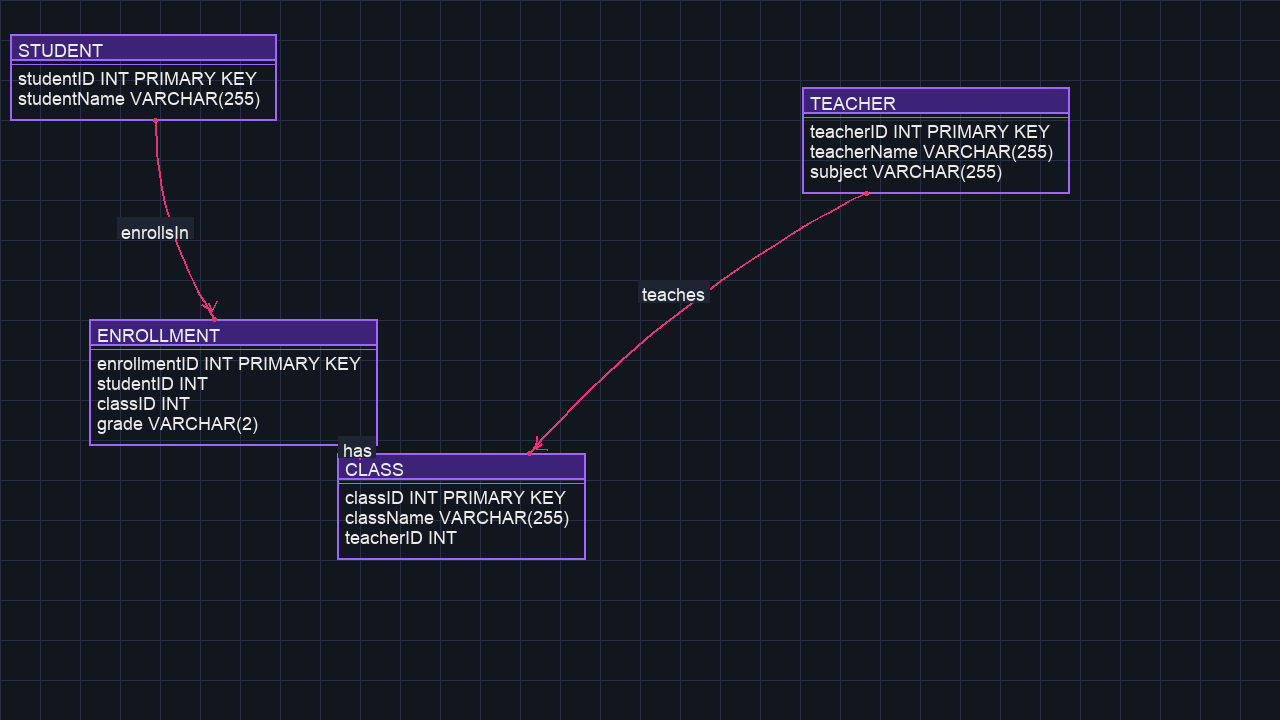 STUDENT
studentID INT PRIMARY KEY
studentName VARCHAR(255)
TEACHER
teacherID INT PRIMARY KEY
teacherName VARCHAR(255)
subject VARCHAR(255)
enrollsIn
teaches
ENROLLMENT
enrollmentID INT PRIMARY KEY
studentID INT
classID INT
grade VARCHAR(2)
has
CLASS
classID INT PRIMARY KEY
className VARCHAR(255)
teacherID INT